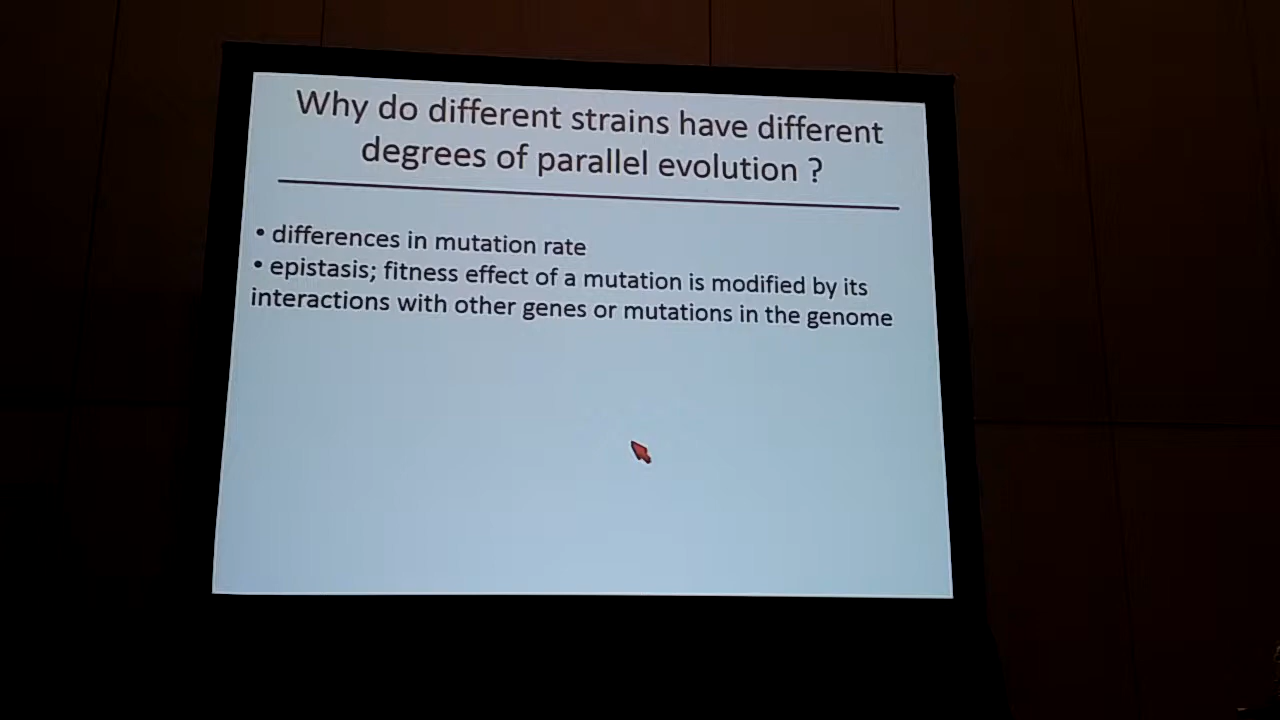 Why do different strains have different
degrees of parallel evolution ?
• differences in mutation rate
• epistasis; fitness effect of a mutation is modified by its
interactions with other genes or mutations in the genome